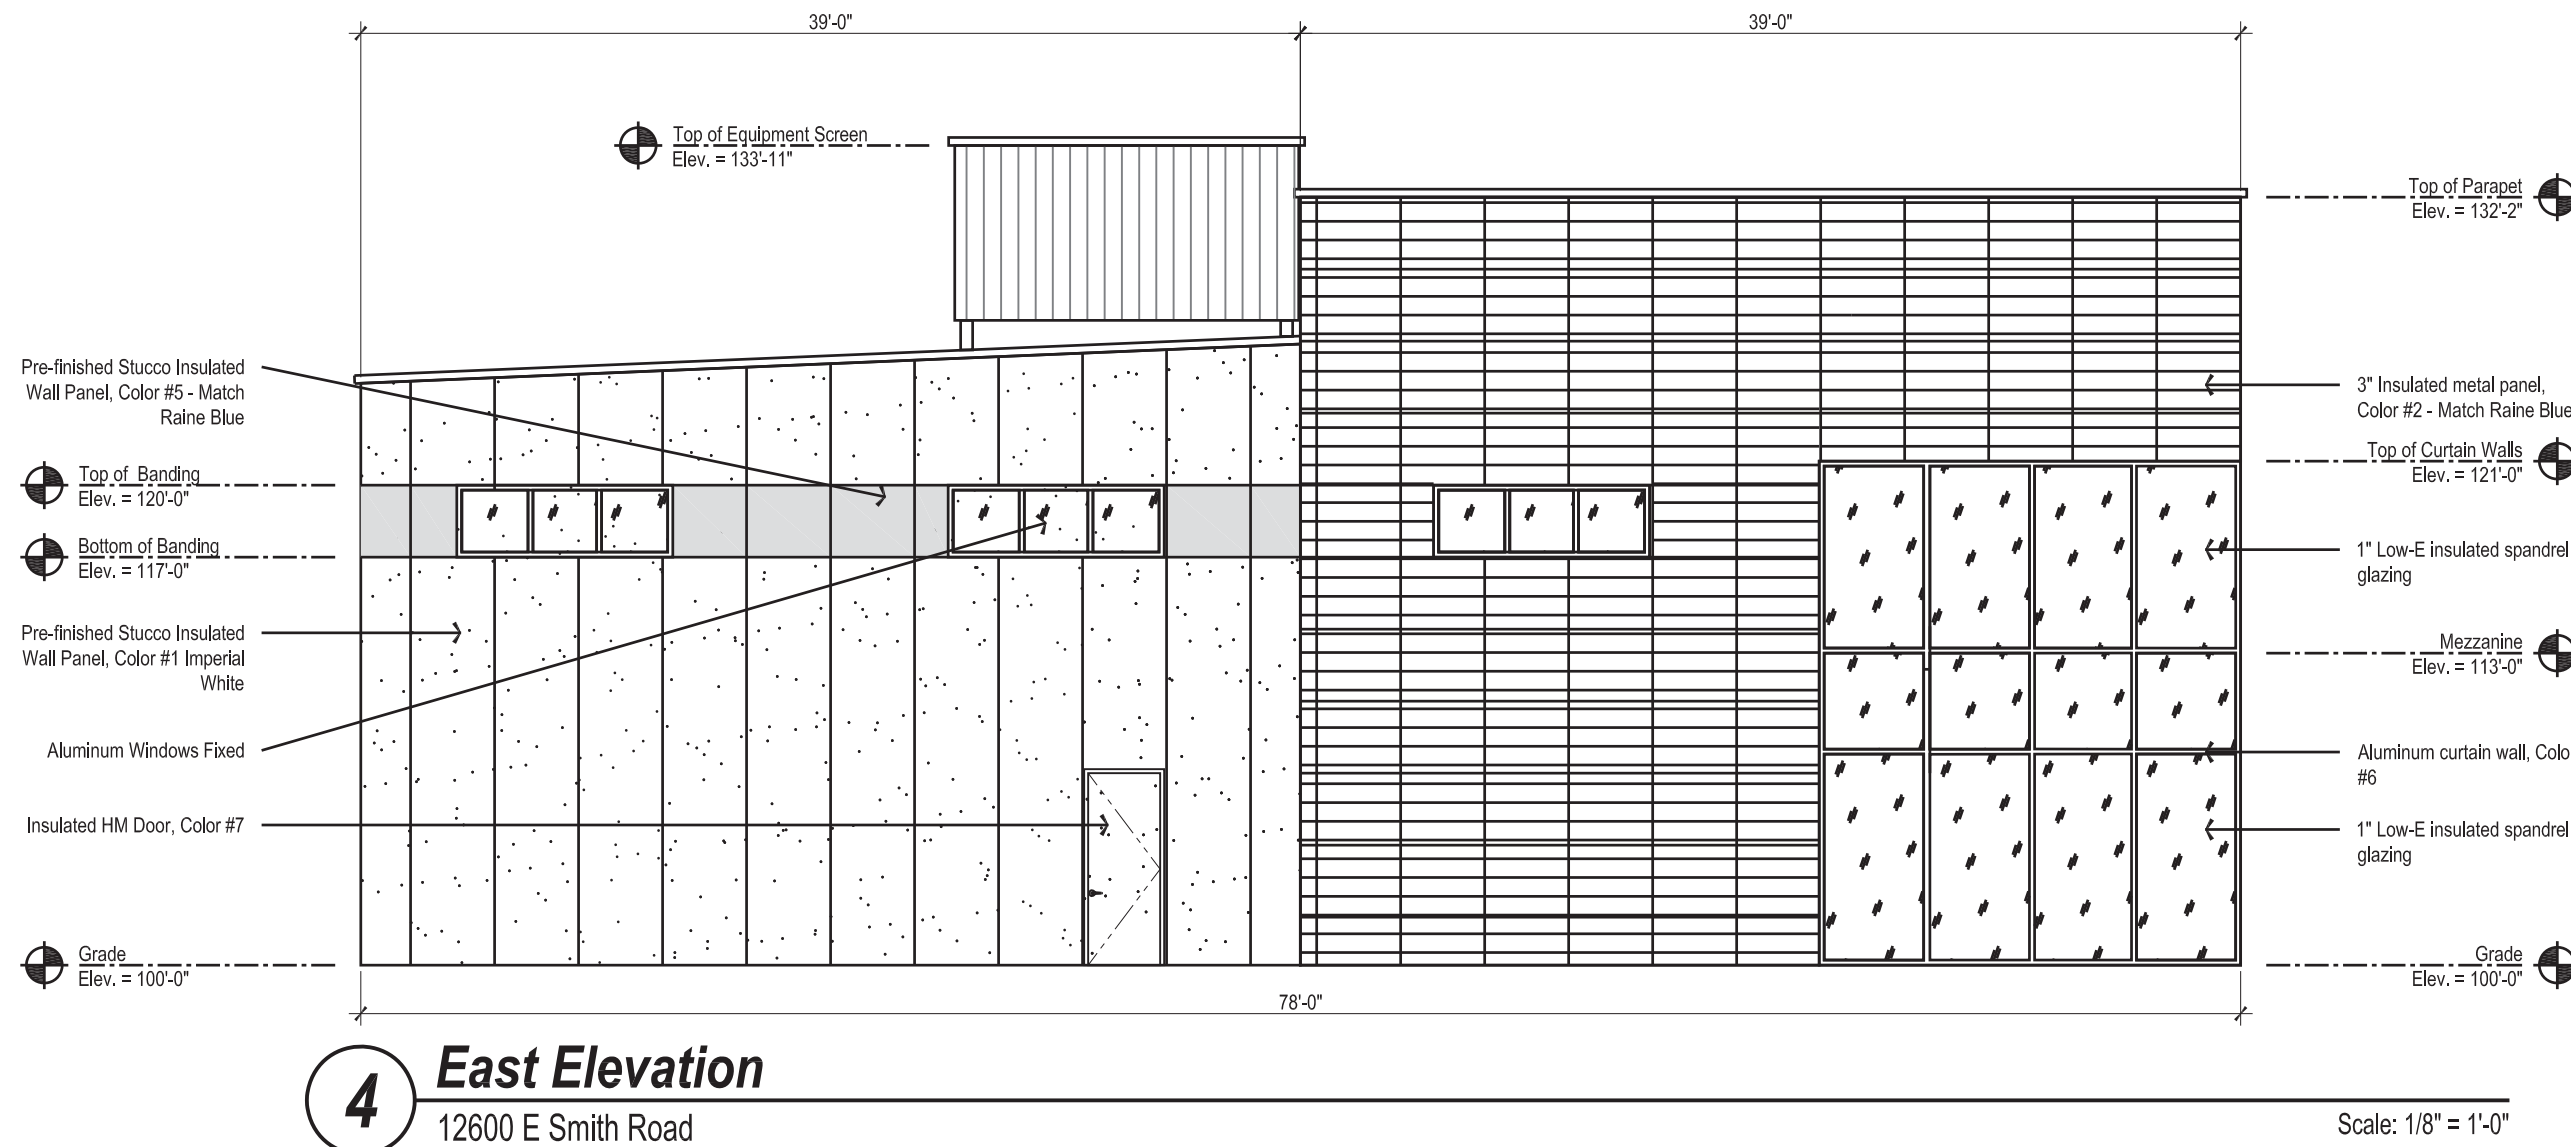 39'-0"
39'-0"
Top of Equipment Screen
Elev. = 133'-11"
Top of Parapet
Elev. = 132'-2"
Pre-finished Stucco Insulated
Wall Panel, Color #5 - Match
Raine Blue
3" Insulated metal panel,
Color #2 - Match Raine Blue
Top of Banding
Elev. = 120'-0"
Top of Curtain Walls
Elev. = 121'-0"
Bottom of Banding
Elev. = 117'-0"
1" Low-E insulated spandrel
glazing
Pre-finished Stucco Insulated
Wall Panel, Color #1 Imperial
White
Mezzanine
Elev. = 113'-0"
Aluminum Windows Fixed
Aluminum curtain wall, Colo
#6
Insulated HM Door, Color #7
1" Low-E insulated spandrel
glazing
Grade
Elev. = 100'-0"
Grade
Elev. = 100'-0"
78'-0"
4
East Elevation
12600 E Smith Road
Scale: 1/8" = 1'-0"